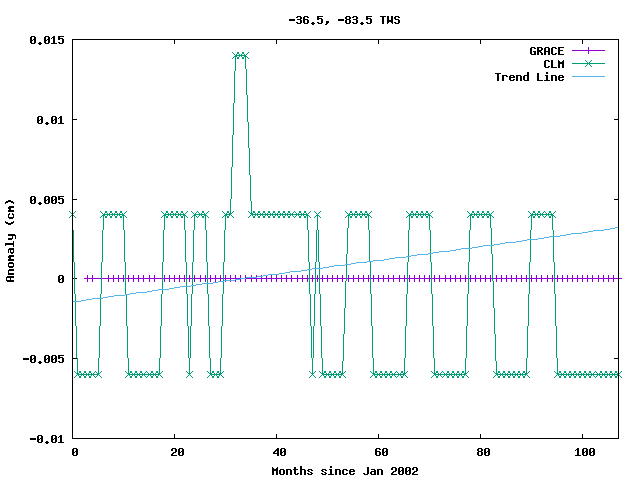 -36.5, -83.5 TWS
0.015
0.01
0.005
0
-0.005
-0.01
Anomaly (cm)
GRACE
CLM
Trend Line
0 20 40 60 80 100
Months since Jan 2002